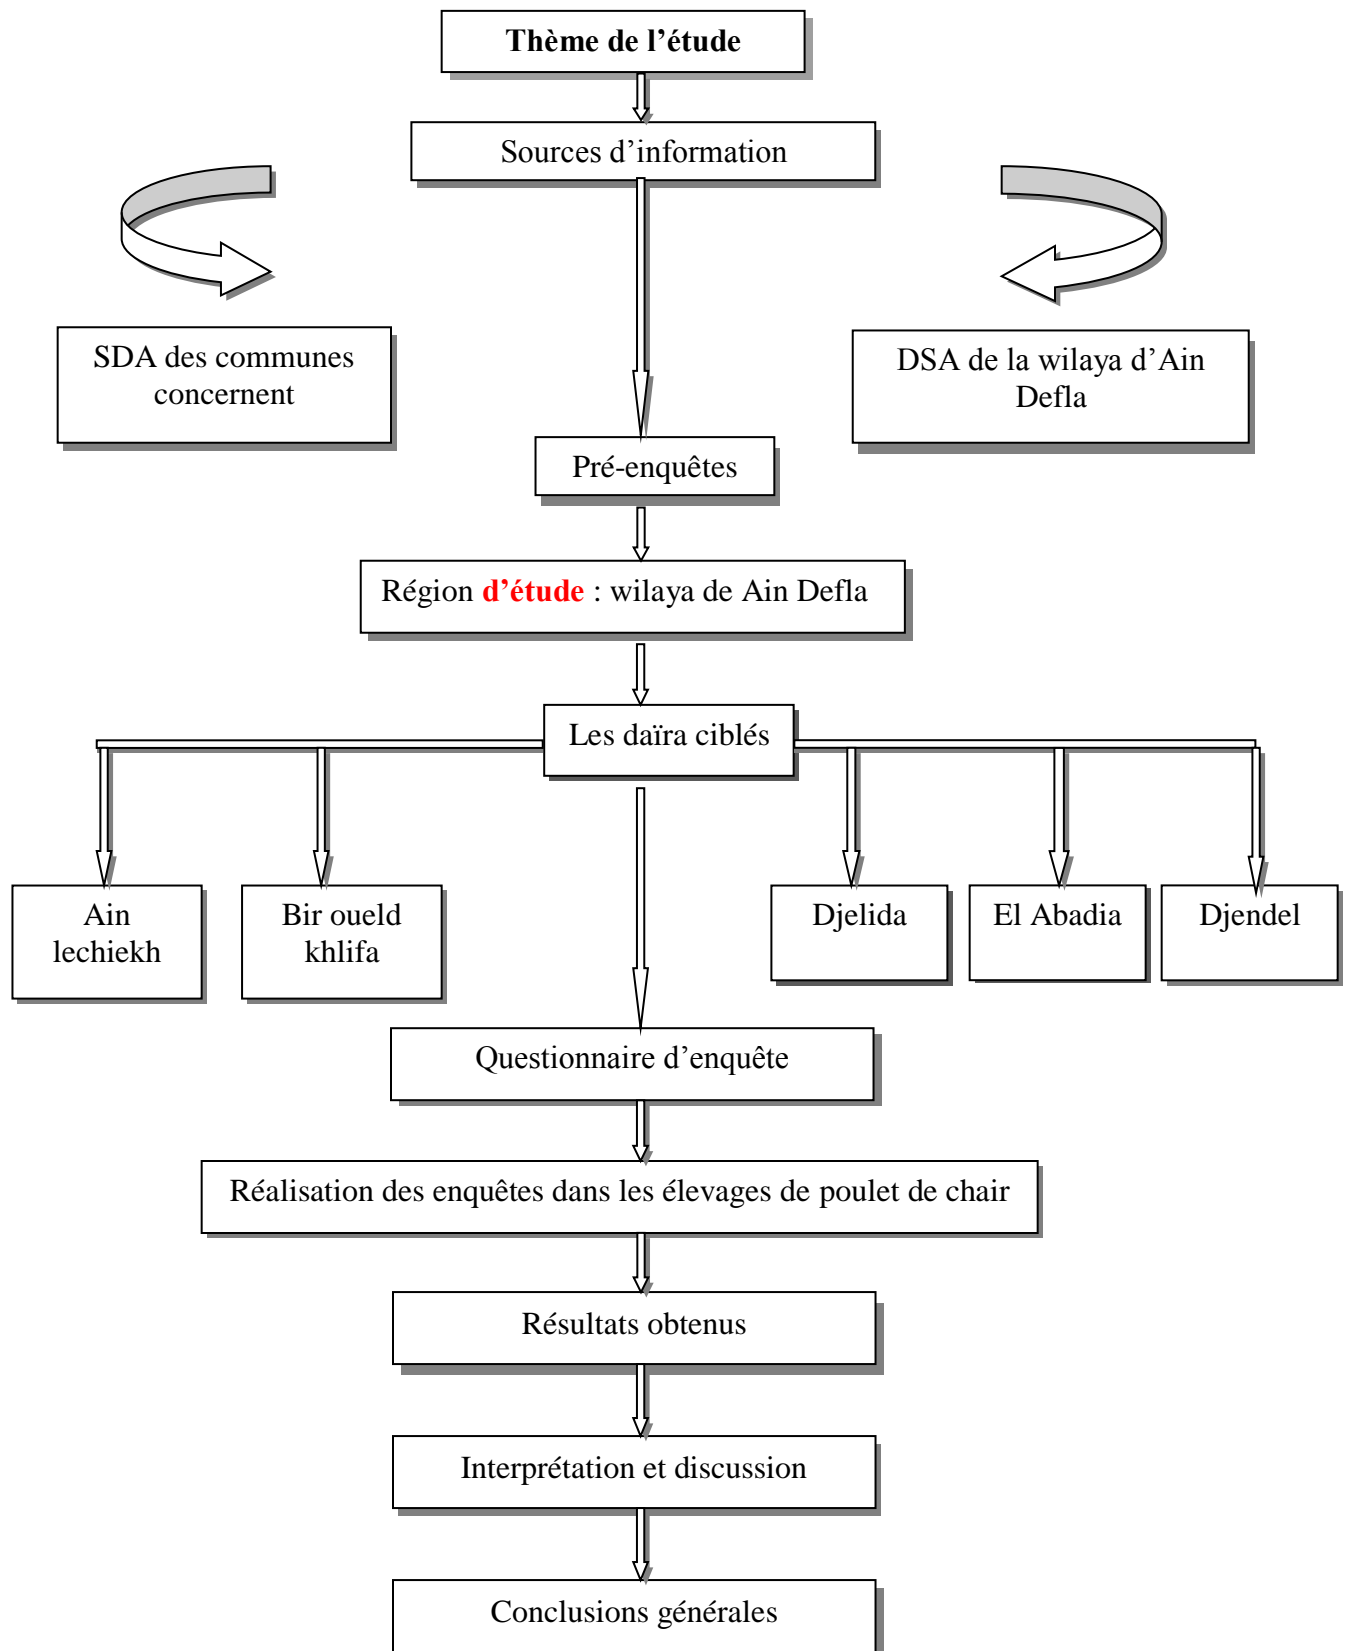 Thème de l’étude
Sources d’information
SDA des communes
concernent
DSA de la wilaya d’Ain
Defla
Pré-enquêtes
Région d’étude : wilaya de Ain Defla
Les daïra ciblés
Ain
lechiekh
Bir oueld
khlifa
Djelida
El Abadia
Djendel
Questionnaire d’enquête
Réalisation des enquêtes dans les élevages de poulet de chair
Résultats obtenus
Interprétation et discussion
Conclusions générales